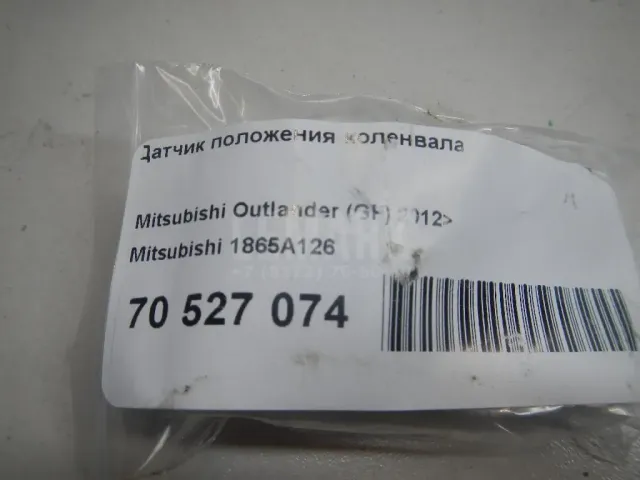 Датчик положения коленвала
Mitsubishi Outlander (GF) 2012>
Mitsubishi 1865A126
70 527 074